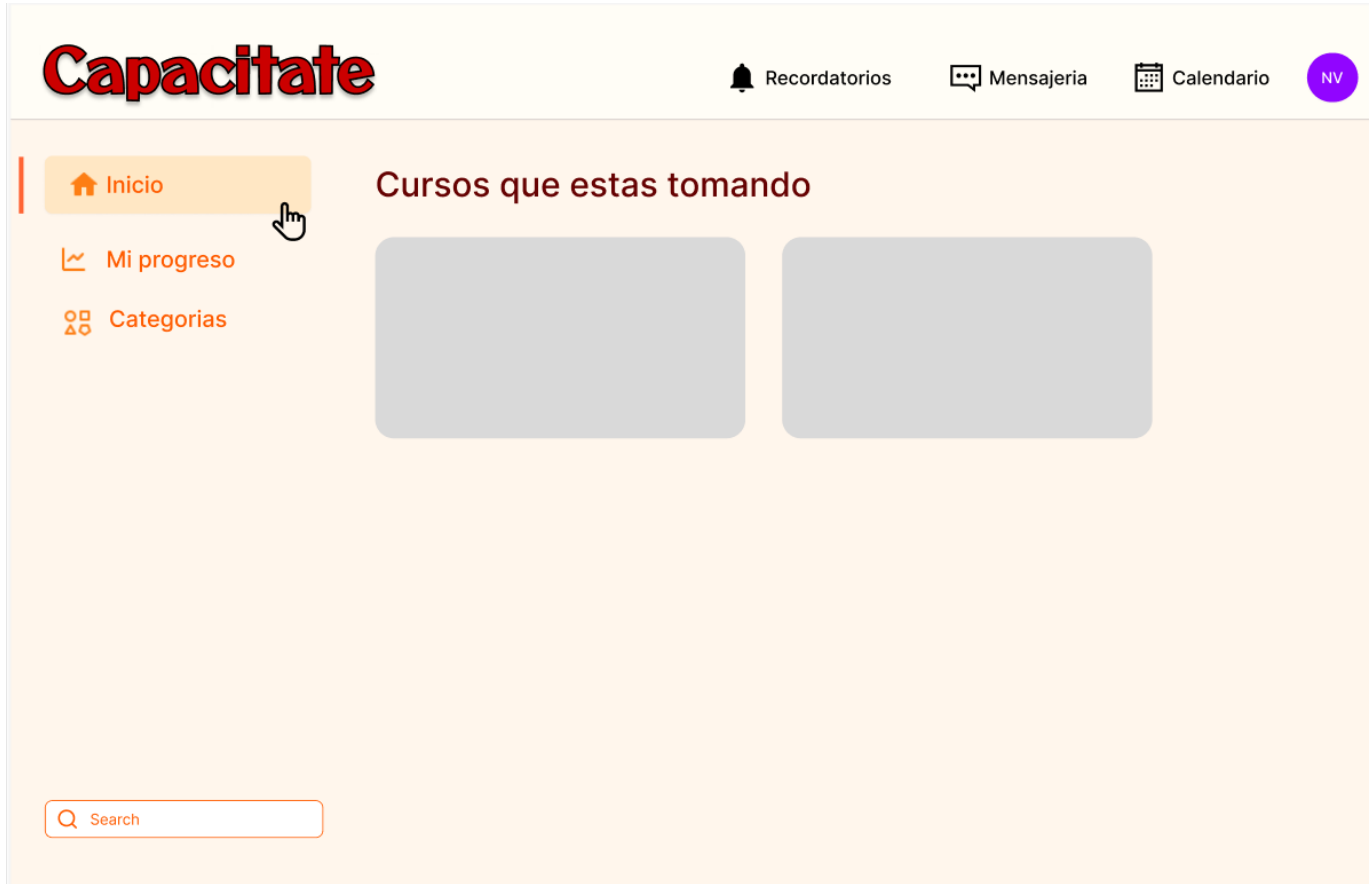 Capacitate
Recordatorios
Mensajeria
Calendario
NV
Inicio
Mi progreso
Categorias
Cursos que estas tomando
Search